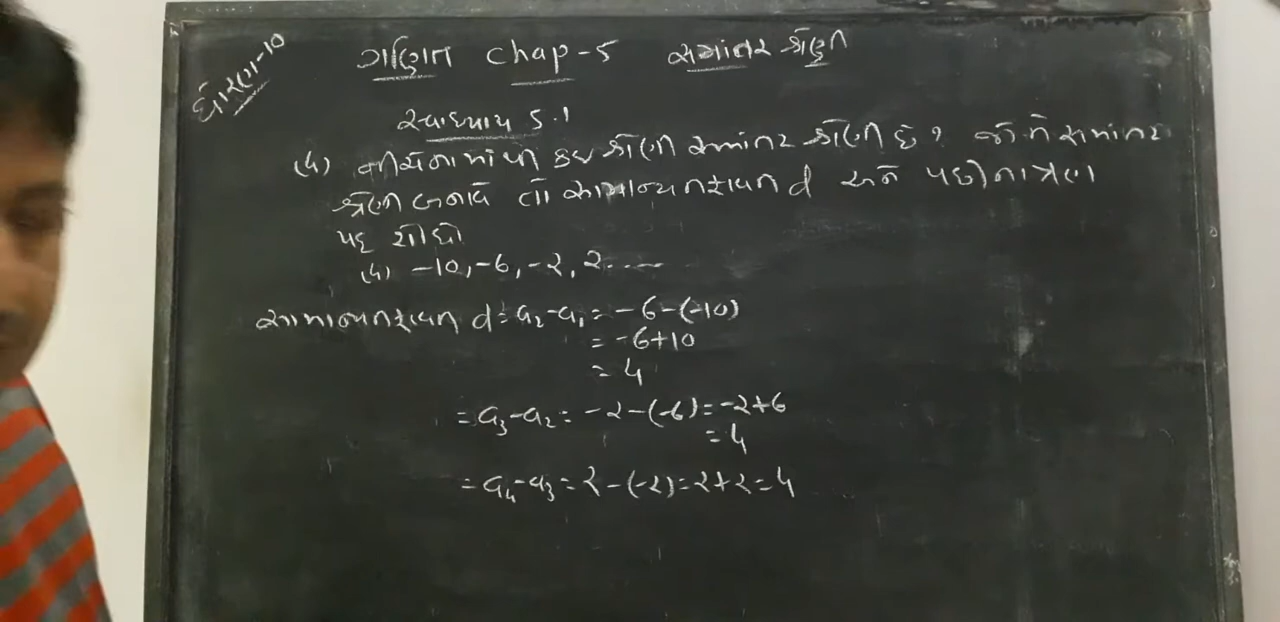 ધોરણ-10
ગણિત Chap-5 સમાંતર શ્રેણી
સ્વાધ્યાય 5.1
(4) નીચેનામાંથી કઇ શ્રેણી સમાંતર શ્રેણી છે? જો તે સમાંતર
શ્રેણી બનાવે તો સામાન્ય તફાવત d અને પછીના ત્રણ
પદ શોધો
(4) -10, -6, -2, 2.....
સામાન્ય તફાવત d = a₂-a₁ = -6-(-10)
= -6+10
= 4
= a₃-a₂ = -2-(-6) = -2+6
= 4
= a₄-a₃ = 2-(-2) = 2+2 = 4